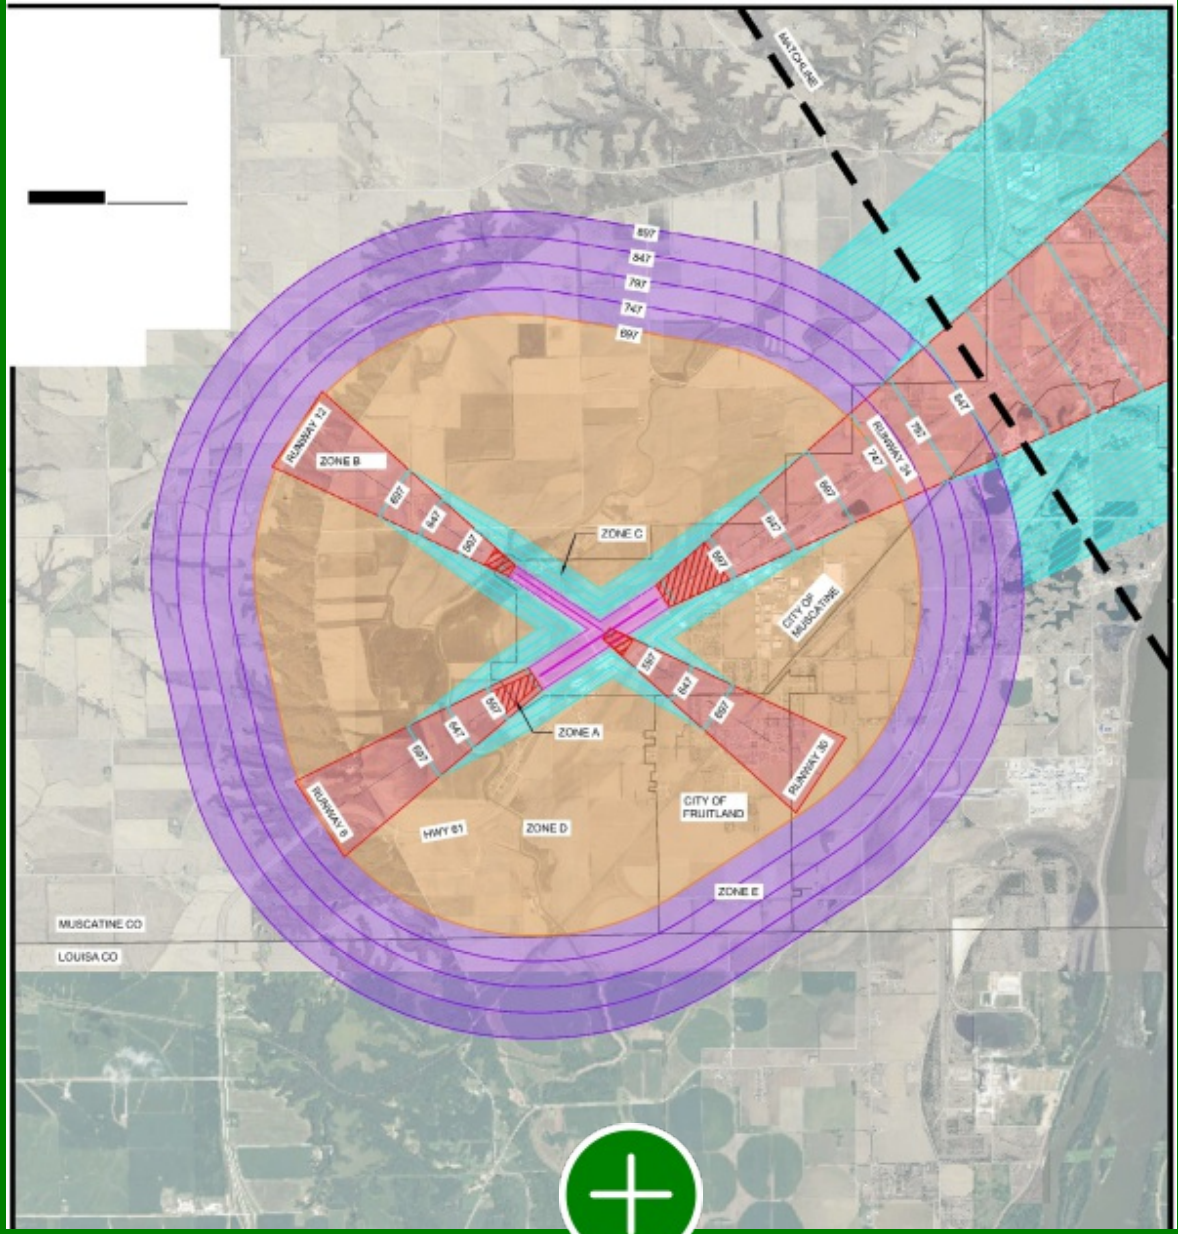 MATCHLINE
897
847
797
747
697
RUNWAY 12
ZONE B
697
647
597
ZONE C
RUNWAY 24
847
797
747
697
647
597
CITY OF
MUSCATINE
597
647
697
RUNWAY 30
597
647
697
RUNWAY 6
ZONE A
HWY 61
ZONE D
CITY OF
FRUITLAND
ZONE E
MUSCATINE CO
LOUISA CO